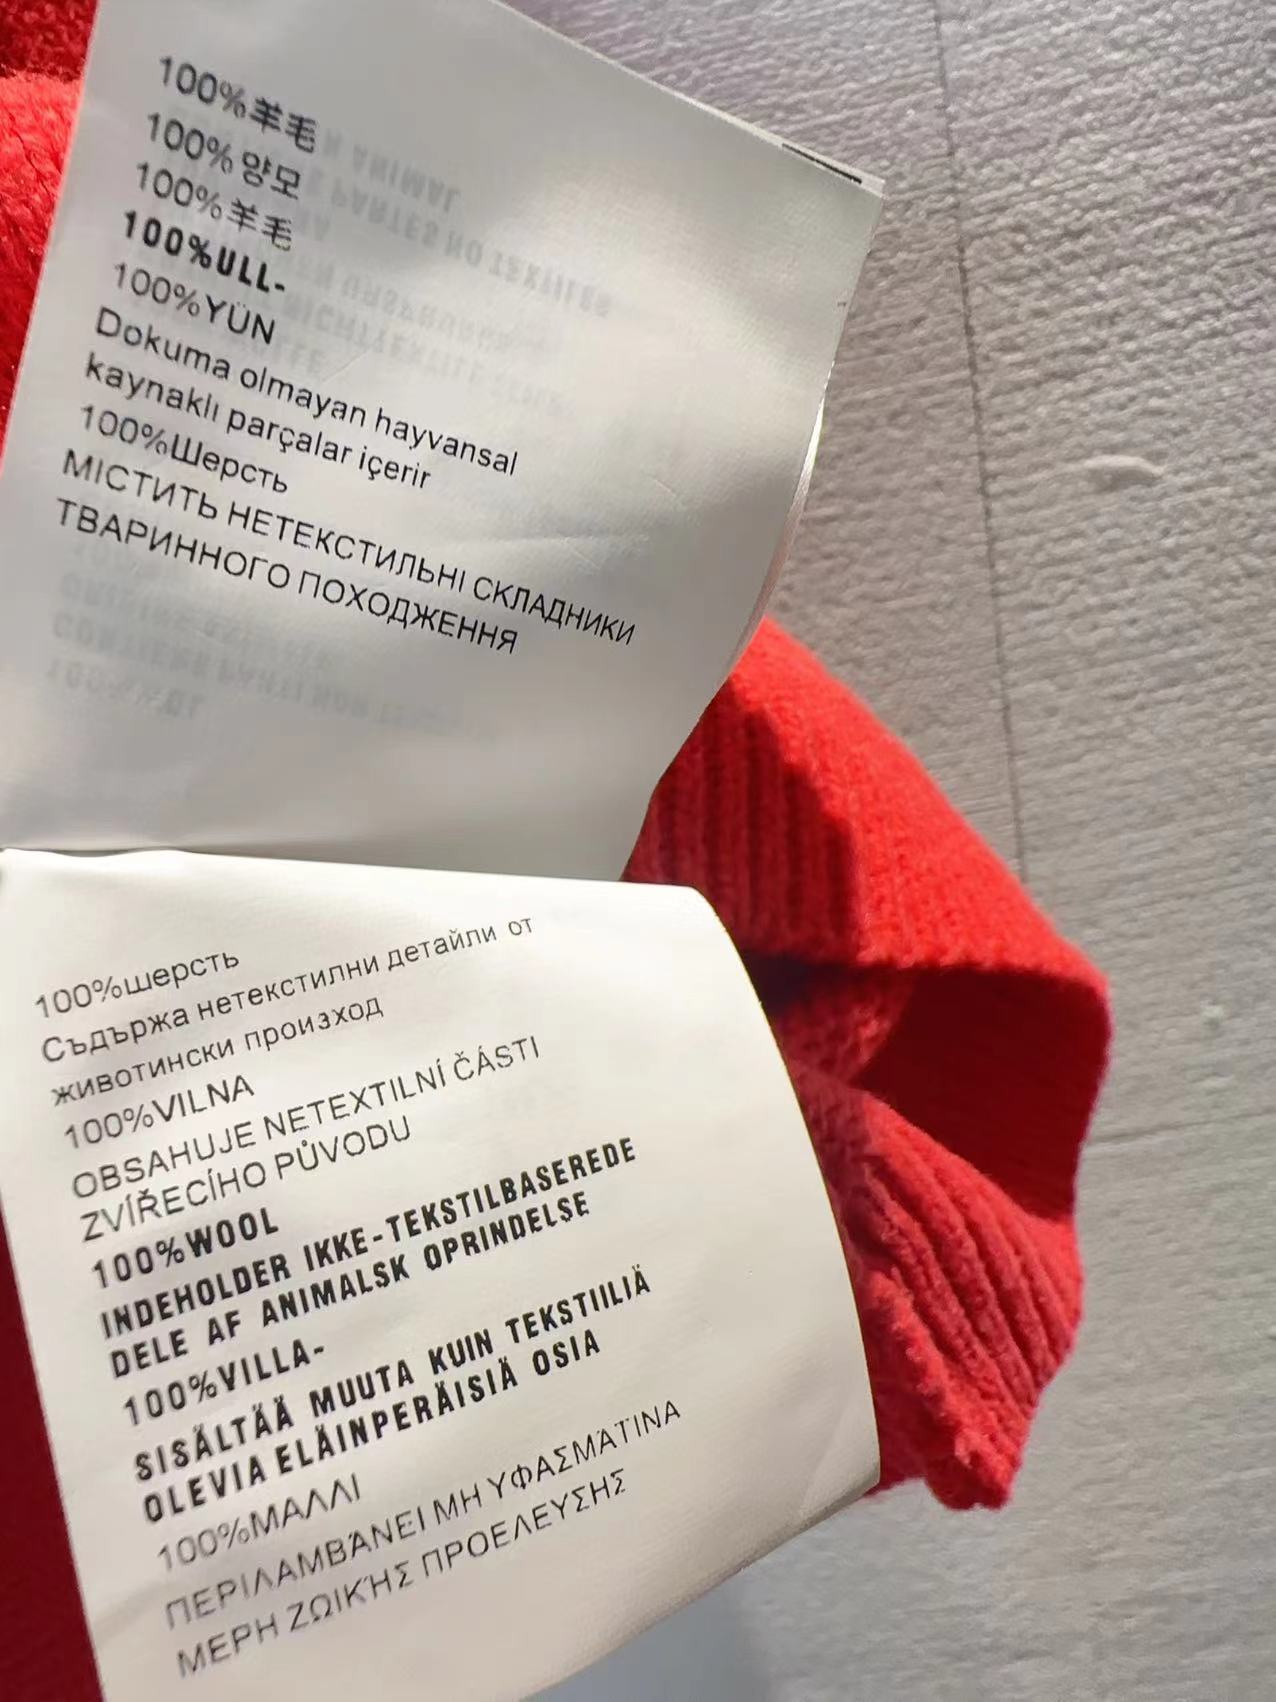 100%羊毛
100%양모
100%羊毛
100%ULL-
100%YÜN
Dokuma olmayan hayvansal
kaynaklı parçalar içerir
100%Шерсть
МІСТИТЬ НЕТЕКСТИЛЬНІ СКЛАДНИКИ
ТВАРИННОГО ПОХОДЖЕННЯ
100%шерсть
Съдържа нетекстилни детайли от
животински произход
100%VILNA
OBSAHUJE NETEXTILNÍ ČÁSTI
ZVÍŘECÍHO PŮVODU
100%WOOL
INDEHOLDER IKKE-TEKSTILBASEREDE
DELE AF ANIMALSK OPRINDELSE
100%VILLA-
SISÄLTÄÄ MUUTA KUIN TEKSTIILIÄ
OLEVIA ELÄINPERÄISIÄ OSIA
100%ΜΑΛΛΙ
ΠΕΡΙΛΑΜΒΆΝΕΙ ΜΗ ΥΦΑΣΜΆΤΙΝΑ
ΜΕΡΗ ΖΩΙΚΉΣ ΠΡΟΕΛΕΥΣΗΣ